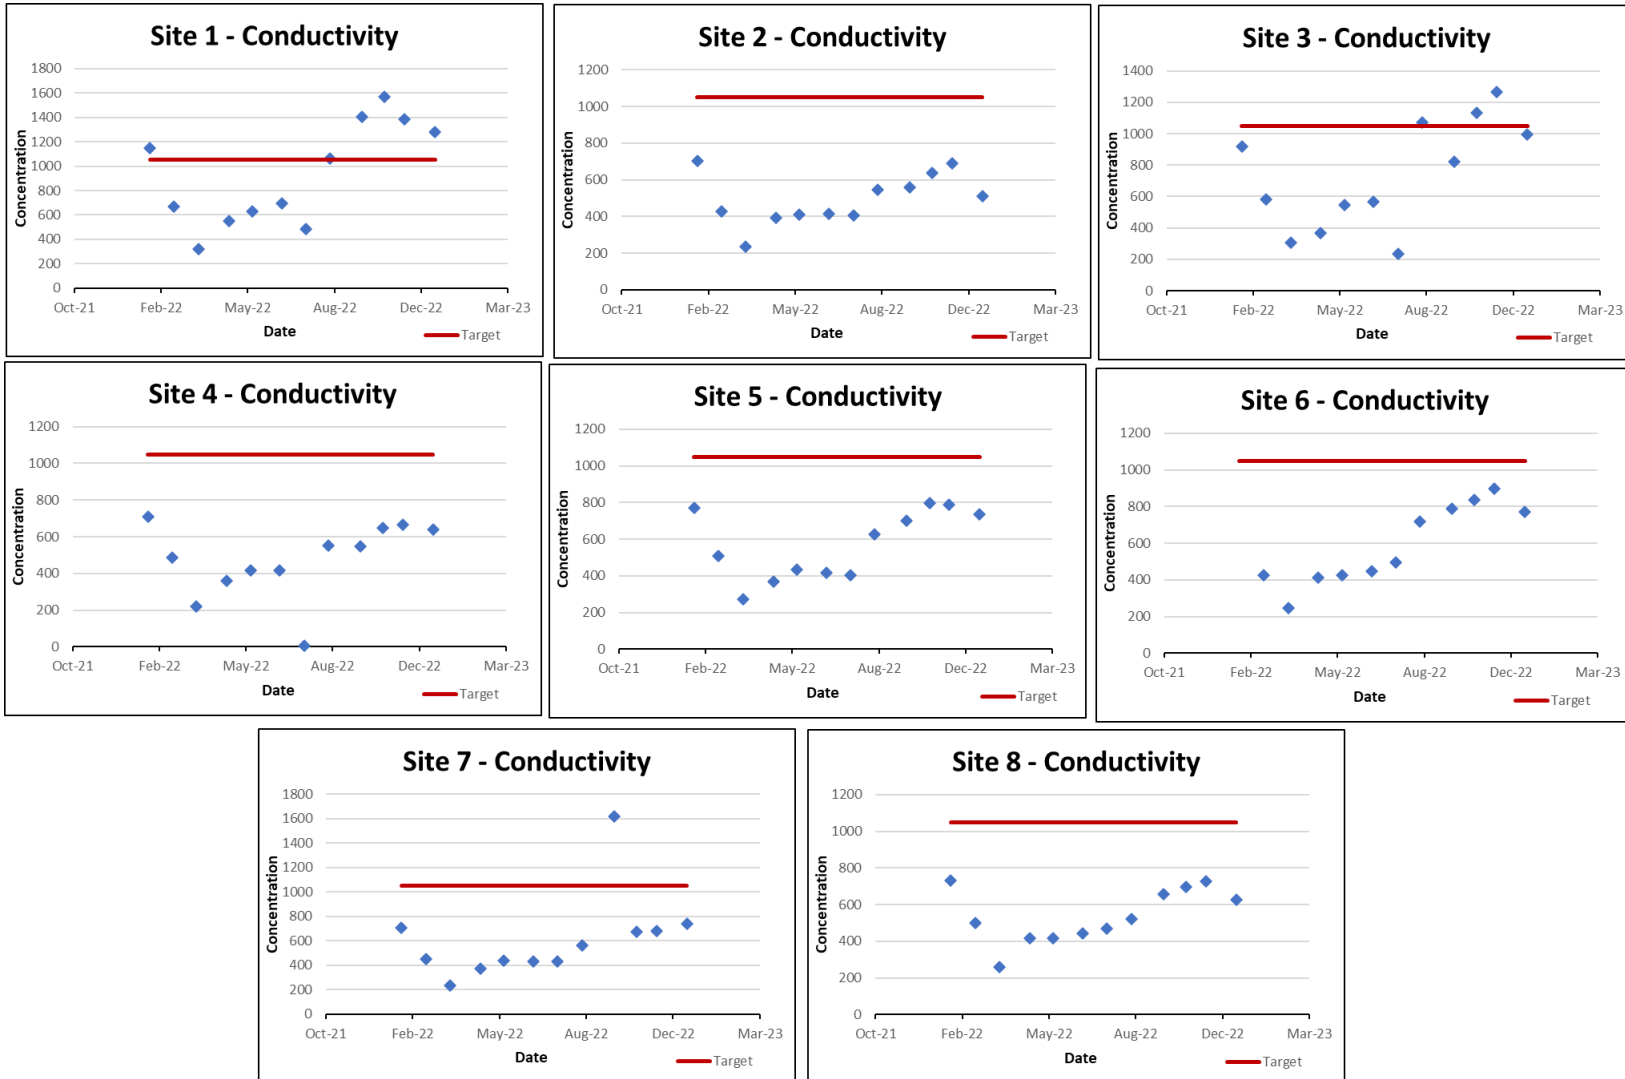 Site 1 - Conductivity
1800
1600
1400
1200
1000
800
600
400
200
0
Concentration
Oct-21 Feb-22 May-22 Aug-22 Dec-22 Mar-23
Date
Target
Site 2 - Conductivity
1200
1000
800
600
400
200
0
Concentration
Oct-21 Feb-22 May-22 Aug-22 Dec-22 Mar-23
Date
Target
Site 3 - Conductivity
1400
1200
1000
800
600
400
200
0
Concentration
Oct-21 Feb-22 May-22 Aug-22 Dec-22 Mar-23
Date
Target
Site 4 - Conductivity
1200
1000
800
600
400
200
0
Concentration
Oct-21 Feb-22 May-22 Aug-22 Dec-22 Mar-23
Date
Target
Site 5 - Conductivity
1200
1000
800
600
400
200
0
Concentration
Oct-21 Feb-22 May-22 Aug-22 Dec-22 Mar-23
Date
Target
Site 6 - Conductivity
1200
1000
800
600
400
200
0
Concentration
Oct-21 Feb-22 May-22 Aug-22 Dec-22 Mar-23
Date
Target
Site 7 - Conductivity
1800
1600
1400
1200
1000
800
600
400
200
0
Concentration
Oct-21 Feb-22 May-22 Aug-22 Dec-22 Mar-23
Date
Target
Site 8 - Conductivity
1200
1000
800
600
400
200
0
Concentration
Oct-21 Feb-22 May-22 Aug-22 Dec-22 Mar-23
Date
Target